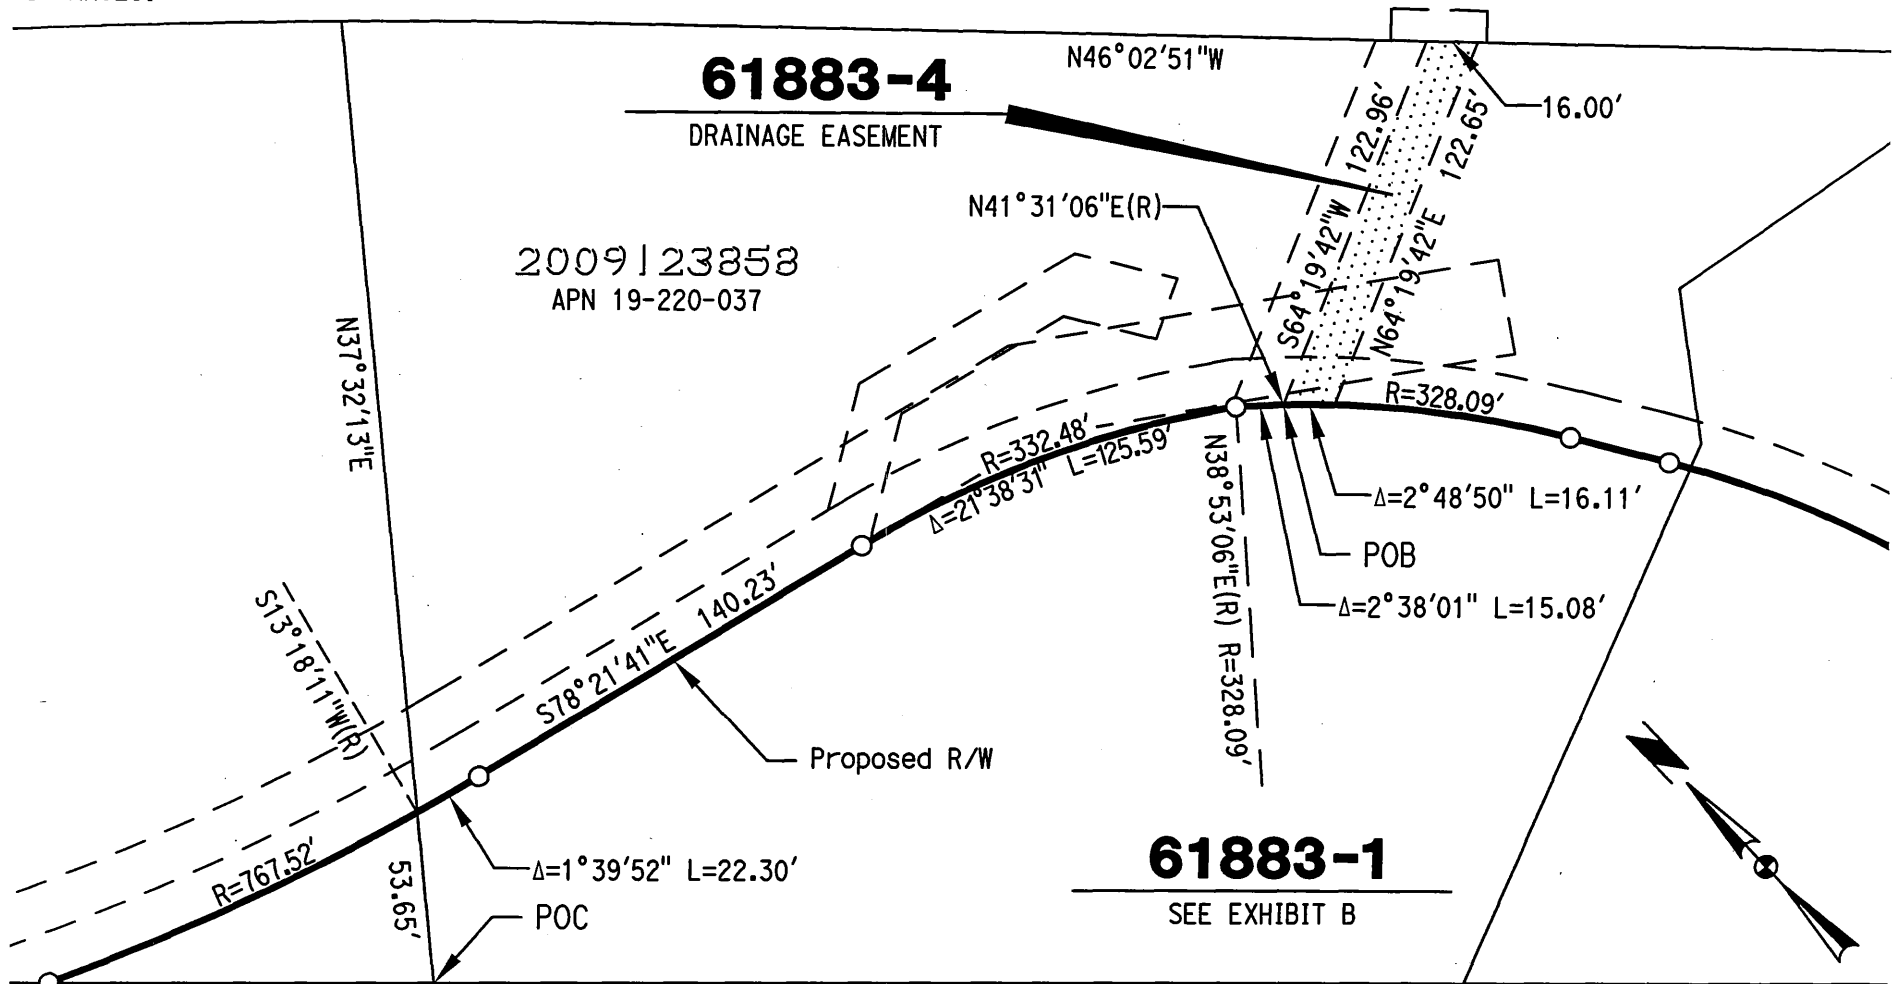 N46°02'51"W
61883-4
DRAINAGE EASEMENT
16.00'
122.96'
122.65'
N41°31'06"E(R)
S64°19'42"W
N64°19'42"E
2009123858
APN 19-220-037
N37°32'13"E
R=332.48'
Δ=21°38'31" L=125.59'
R=328.09'
N38°53'06"E(R) R=328.09'
Δ=2°48'50" L=16.11'
POB
Δ=2°38'01" L=15.08'
S13°18'11"W(R)
S78°21'41"E 140.23'
Proposed R/W
R=767.52'
53.65'
Δ=1°39'52" L=22.30'
POC
61883-1
SEE EXHIBIT B